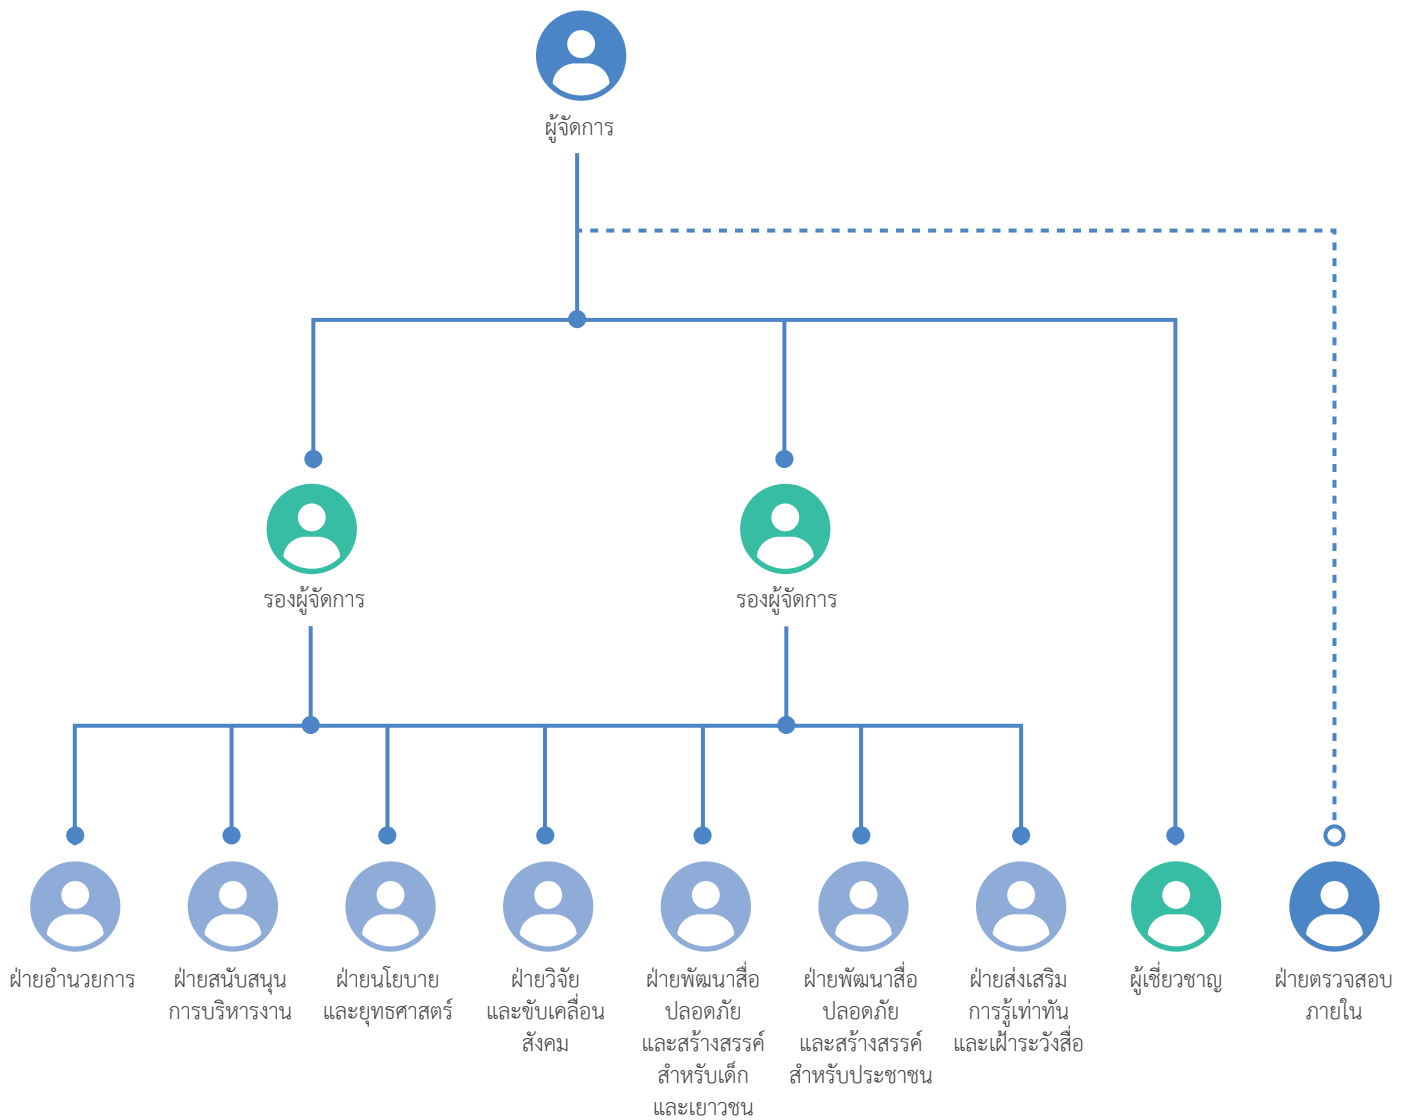 ผู้จัดการ
รองผู้จัดการ
รองผู้จัดการ
ฝ่ายอำนวยการ
ฝ่ายสนับสนุน
การบริหารงาน
ฝ่ายนโยบาย
และยุทธศาสตร์
ฝ่ายวิจัย
และขับเคลื่อน
สังคม
ฝ่ายพัฒนาสื่อ
ปลอดภัย
และสร้างสรรค์
สำหรับเด็ก
และเยาวชน
ฝ่ายพัฒนาสื่อ
ปลอดภัย
และสร้างสรรค์
สำหรับประชาชน
ฝ่ายส่งเสริม
การรู้เท่าทัน
และเฝ้าระวังสื่อ
ผู้เชี่ยวชาญ
ฝ่ายตรวจสอบ
ภายใน